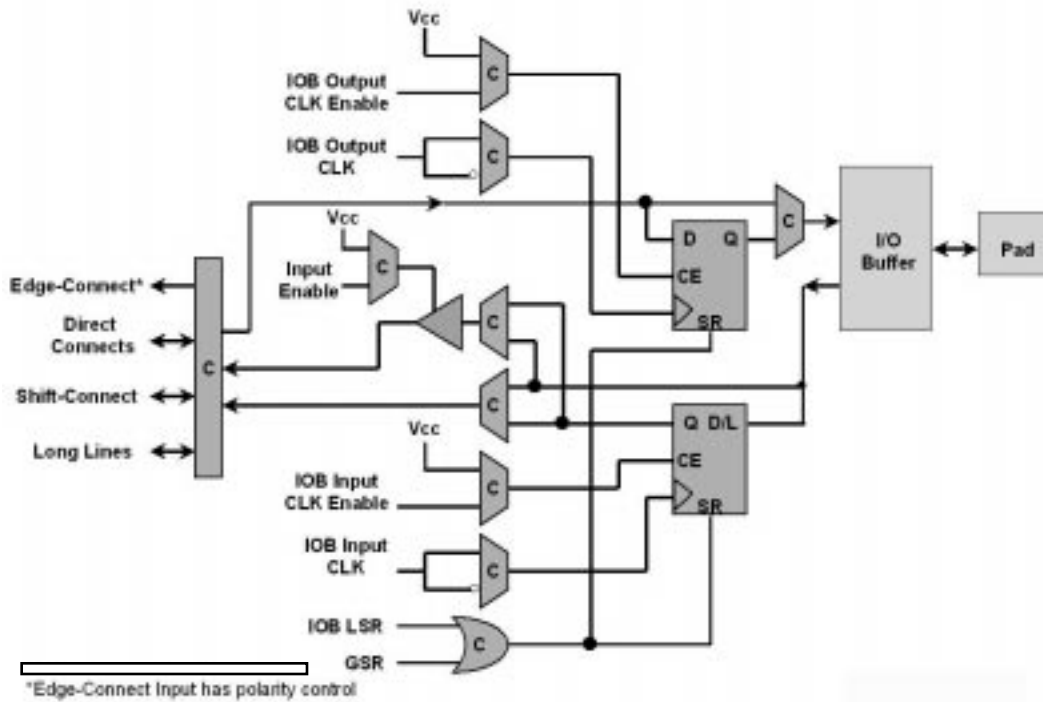 Vcc
C
IOB Output
CLK Enable
IOB Output
CLK
C
Vcc
C
Input
Enable
C
D Q
CE
SR
I/O
Buffer
Pad
Edge-Connect*
Direct
Connects
Shift-Connect
Long Lines
C
C
C
Vcc
Q D/L
CE
SR
IOB Input
CLK Enable
C
IOB Input
CLK
C
IOB LSR
GSR
C
*Edge-Connect Input has polarity control